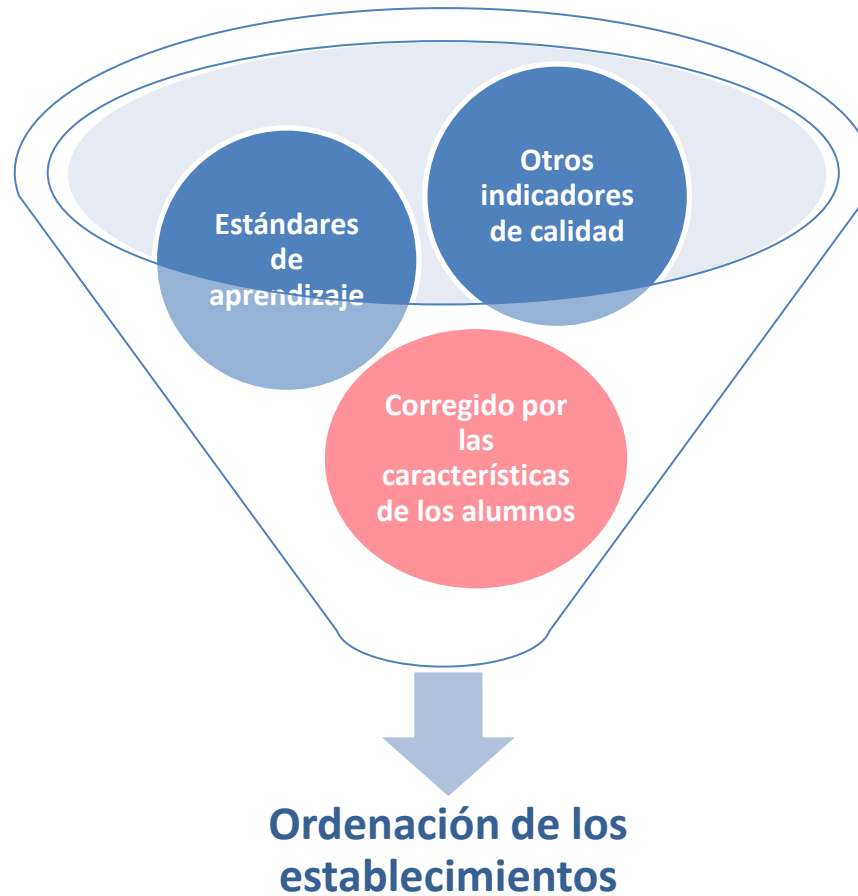 Otros
indicadores
de calidad
Estándares
de
aprendizaje
Corregido por
las
características
de los alumnos
Ordenación de los
establecimientos